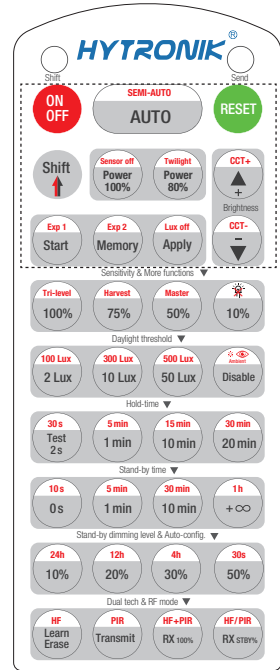 HYTRONIK®
Shift Send
ON OFF
SEMI-AUTO
AUTO
RESET
Shift
Sensor off
Power
100%
Twilight
Power
80%
CCT+
+
Brightness
Exp 1
Start
Exp 2
Memory
Lux off
Apply
CCT-
−
Sensitivity & More functions ▼
Tri-level Harvest Master
100% 75% 50% 10%
Daylight threshold ▼
100 Lux 300 Lux 500 Lux Ambient
2 Lux 10 Lux 50 Lux Disable
Hold-time ▼
30 s 5 min 15 min 30 min
Test 2s 1 min 10 min 20 min
Stand-by time ▼
10 s 5 min 30 min 1 h
0 s 1 min 10 min +∞
Stand-by dimming level & Auto-config. ▼
24h 12h 4h 30s
10% 20% 30% 50%
Dual tech & RF mode ▼
HF PIR HF+PIR HF/PIR
Learn Erase Transmit RX 100% RX STBY%